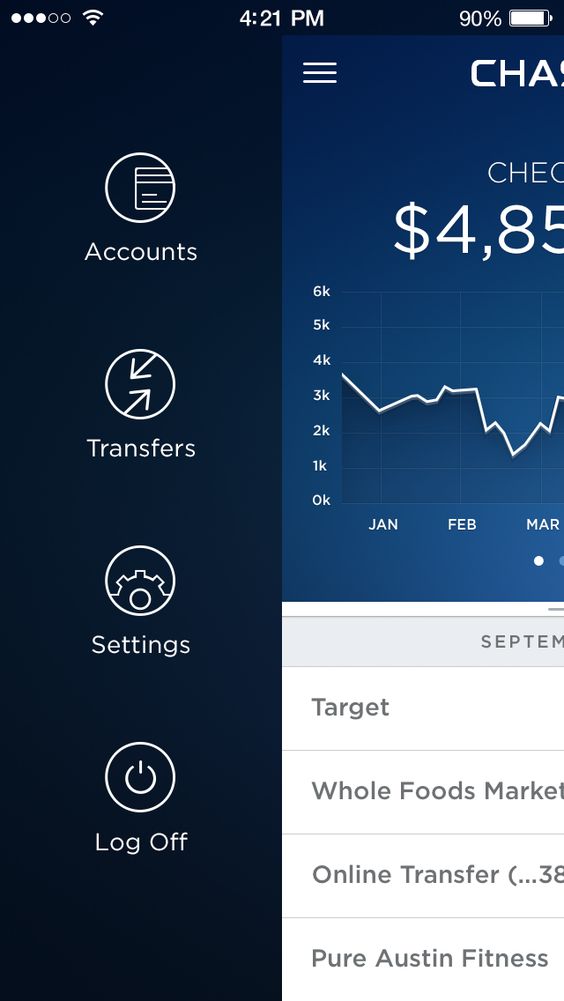 4:21 PM 90%
CHAS
Accounts
Transfers
Settings
Log Off
CHEC
$4,85
6k
5k
4k
3k
2k
1k
0k
JAN FEB MAR
SEPTEM
Target
Whole Foods Market
Online Transfer (...38
Pure Austin Fitness